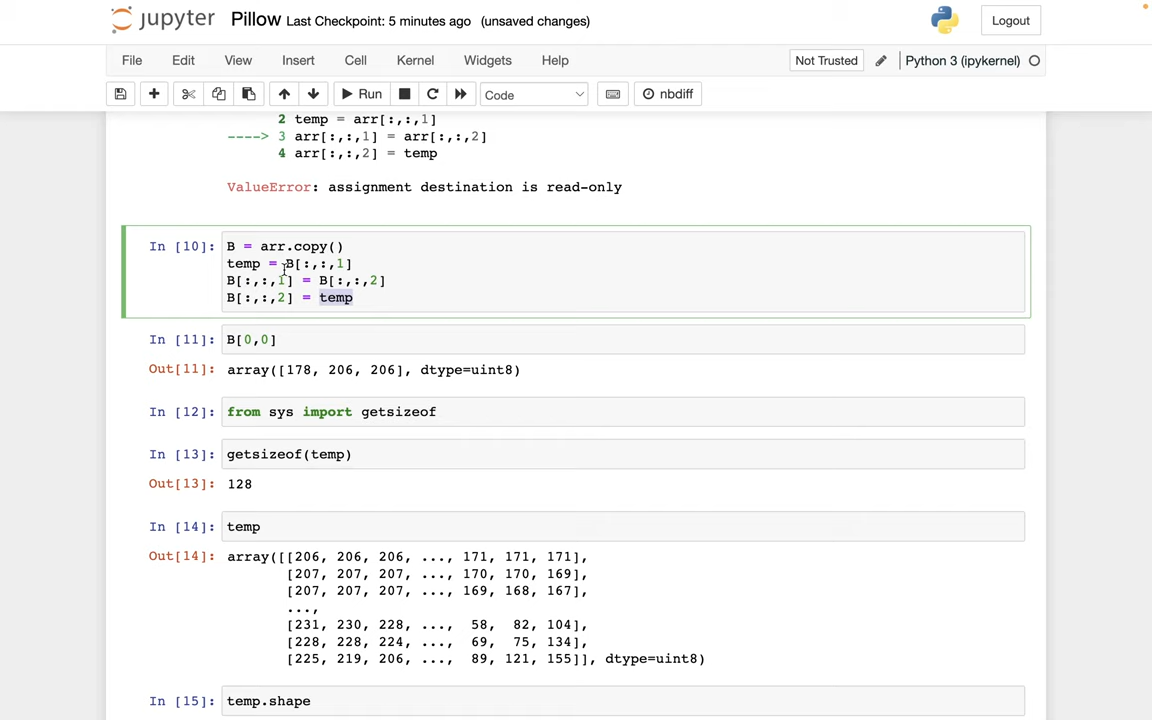 jupyter Pillow Last Checkpoint: 5 minutes ago (unsaved changes) Logout
File Edit View Insert Cell Kernel Widgets Help Not Trusted Python 3 (ipykernel)
Run Code nbdiff
2 temp = arr[:,:,1]
----> 3 arr[:,:,1] = arr[:,:,2]
4 arr[:,:,2] = temp
ValueError: assignment destination is read-only
In [10]: B = arr.copy()
temp = B[:,:,1]
B[:,:,1] = B[:,:,2]
B[:,:,2] = temp
In [11]: B[0,0]
Out[11]: array([178, 206, 206], dtype=uint8)
In [12]: from sys import getsizeof
In [13]: getsizeof(temp)
Out[13]: 128
In [14]: temp
Out[14]: array([[206, 206, 206, ..., 171, 171, 171],
[207, 207, 207, ..., 170, 170, 169],
[207, 207, 207, ..., 169, 168, 167],
...,
[231, 230, 228, ..., 58, 82, 104],
[228, 228, 224, ..., 69, 75, 134],
[225, 219, 206, ..., 89, 121, 155]], dtype=uint8)
In [15]: temp.shape